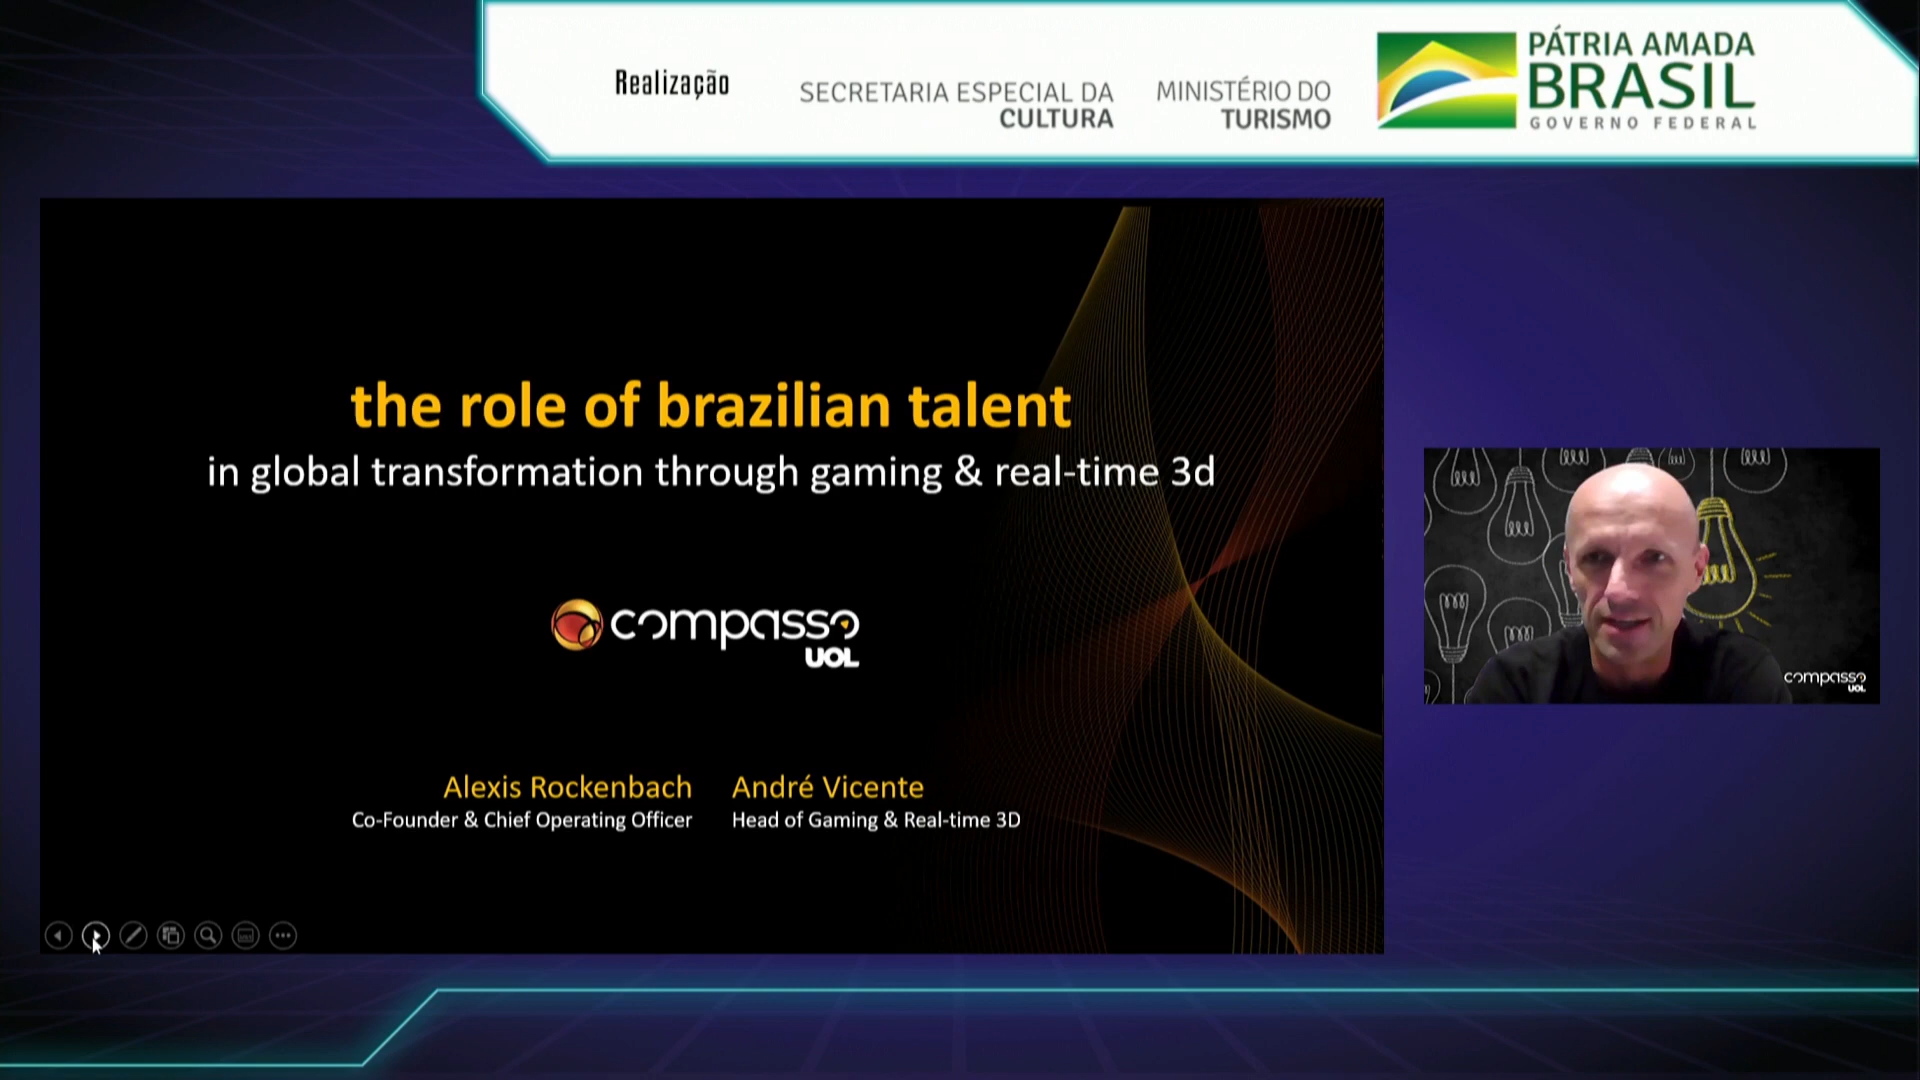 Realização
SECRETARIA ESPECIAL DA
CULTURA
MINISTÉRIO DO
TURISMO
PÁTRIA AMADA
BRASIL
GOVERNO FEDERAL
the role of brazilian talent
in global transformation through gaming & real-time 3d
compasso
UOL
Alexis Rockenbach
Co-Founder & Chief Operating Officer
André Vicente
Head of Gaming & Real-time 3D
compasso
UOL